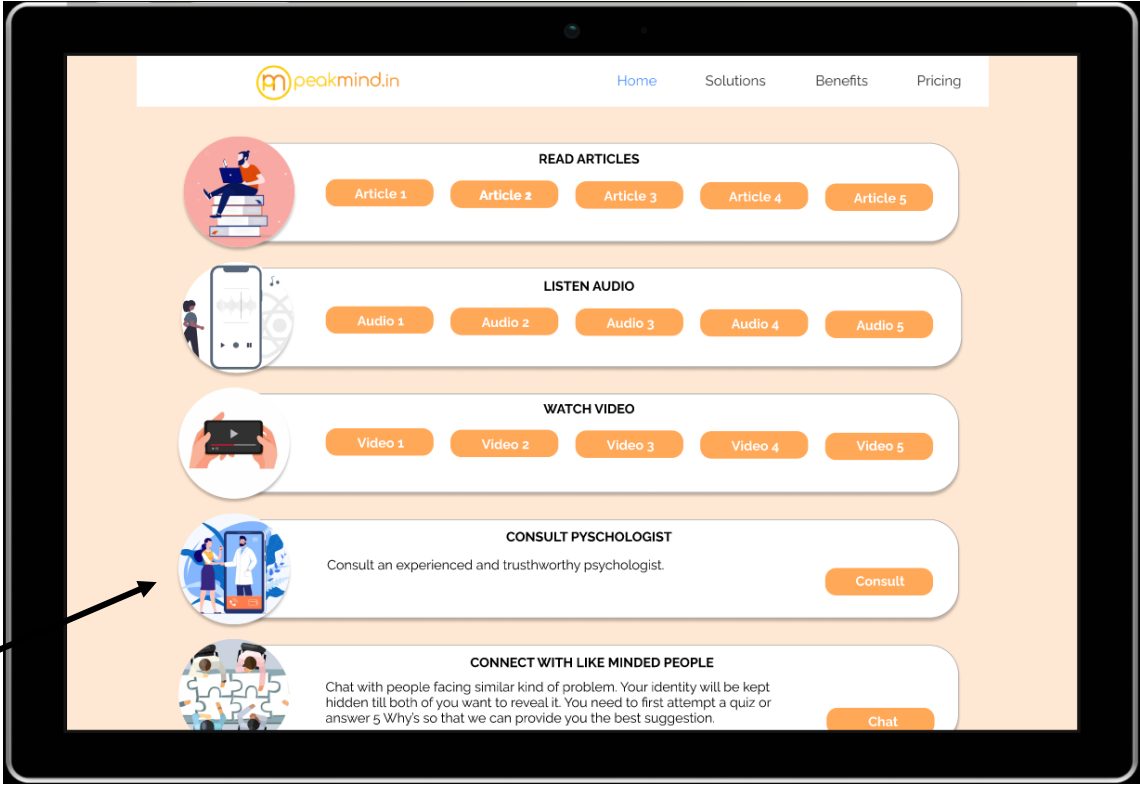 peakmind.in
Home Solutions Benefits Pricing
READ ARTICLES
Article 1 Article 2 Article 3 Article 4 Article 5
LISTEN AUDIO
Audio 1 Audio 2 Audio 3 Audio 4 Audio 5
WATCH VIDEO
Video 1 Video 2 Video 3 Video 4 Video 5
CONSULT PYSCHOLOGIST
Consult an experienced and trusthworthy psychologist.
Consult
CONNECT WITH LIKE MINDED PEOPLE
Chat with people facing similar kind of problem. Your identity will be kept
hidden till both of you want to reveal it. You need to first attempt a quiz or
answer 5 Why's so that we can provide you the best suggestion.
Chat